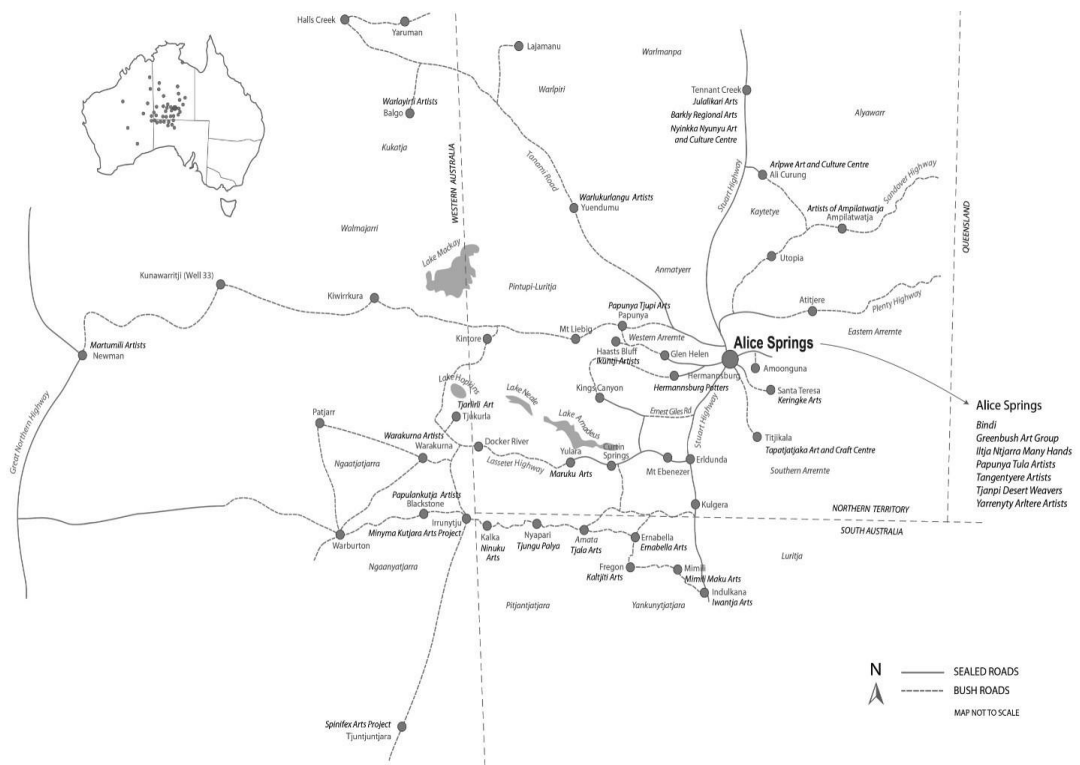 Halls Creek
Yaruman
Lajamanu
Warlmanpa
Warlpiri
Tennant Creek
Julalikari Arts
Barkly Regional Arts
Nyinkka Nyunyu Art
and Culture Centre
Alyawarr
Warlayirti Artists
Balgo
Kukatja
WESTERN AUSTRALIA
Tanami Road
Stuart Highway
Arlpwe Art and Culture Centre
Ali Curung
Sandover Highway
Kaytetye
Artists of Ampilatwatja
Ampilatwatja
QUEENSLAND
Warlukurlangu Artists
Yuendumu
Walmajarri
Lake Mackay
Utopia
Anmatyerr
Kunawarritji (Well 33)
Kiwirrkura
Pintupi-Luritja
Atitjere
Plenty Highway
Eastern Arrernte
Papunya Tjupi Arts
Papunya
Mt Liebig
Western Arrernte
Kintore
Haasts Bluff
Ikuntji Artists
Glen Helen
Alice Springs
Martumili Artists
Newman
Hermannsburg
Hermannsburg Potters
Amoonguna
Santa Teresa
Keringke Arts
Great Northern Highway
Lake Hopkins
Lake Neale
Kings Canyon
Ernest Giles Rd
Stuart Highway
Tjarlirli Art
Tjukurla
Lake Amadeus
Patjarr
Warakurna Artists
Warakurna
Docker River
Lasseter Highway
Yulara
Maruku Arts
Curtin
Springs
Mt Ebenezer
Erldunda
Titjikala
Tapatjatjaka Art and Craft Centre
Southern Arrernte
Ngaatjatjarra
Alice Springs
Bindi
Greenbush Art Group
Iltja Ntjarra Many Hands
Papunya Tula Artists
Tangentyere Artists
Tjanpi Desert Weavers
Yarrenyty Arltere Artists
Papulankutja Artists
Blackstone
Minyma Kutjara Arts Project
Irrunytju
Warburton
Kulgera
NORTHERN TERRITORY
SOUTH AUSTRALIA
Kalka
Ninuku
Arts
Nyapari
Tjungu Palya
Amata
Tjala Arts
Ernabella
Ernabella Arts
Luritja
Ngaanyatjarra
Fregon
Kaltjiti Arts
Mimili
Mimili Maku Arts
Indulkana
Iwantja Arts
Pitjantjatjara
Yankunytjatjara
Spinifex Arts Project
Tjuntjuntjara
N
SEALED ROADS
BUSH ROADS
MAP NOT TO SCALE